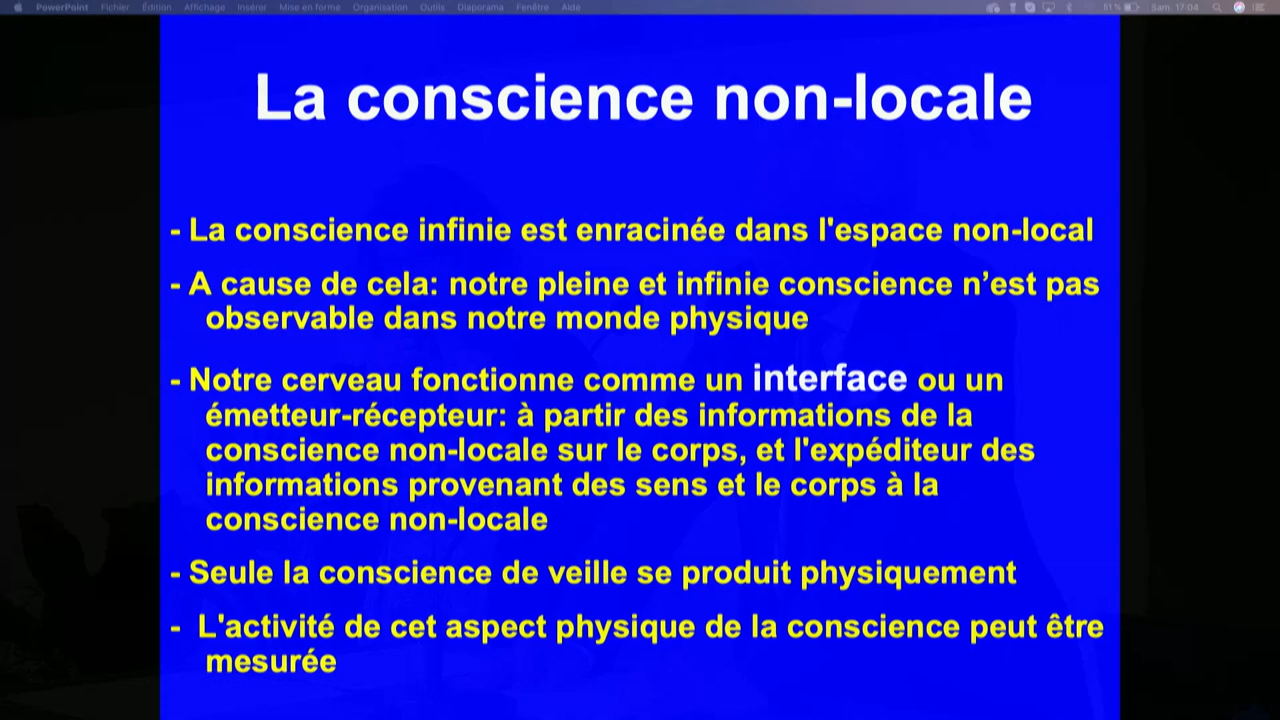 PowerPoint Fichier Édition Affichage Insérer Mise en forme Organisation Outils Diaporama Fenêtre Aide 51 % Sam. 17:04
La conscience non-locale
- La conscience infinie est enracinée dans l'espace non-local
- A cause de cela: notre pleine et infinie conscience n’est pas
observable dans notre monde physique
- Notre cerveau fonctionne comme un interface ou un
émetteur-récepteur: à partir des informations de la
conscience non-locale sur le corps, et l'expéditeur des
informations provenant des sens et le corps à la
conscience non-locale
- Seule la conscience de veille se produit physiquement
- L'activité de cet aspect physique de la conscience peut être
mesurée